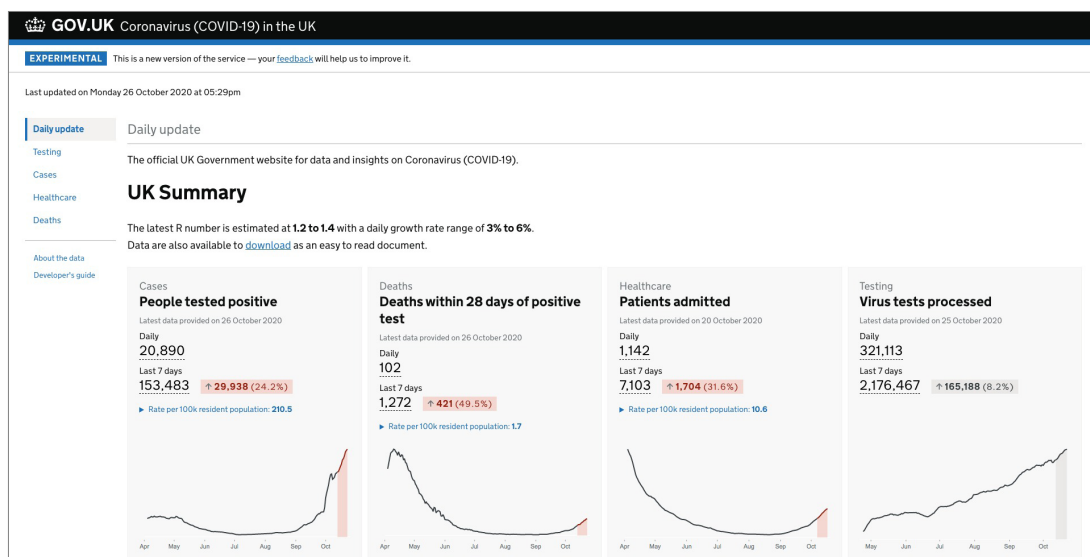 GOV.UK Coronavirus (COVID-19) in the UK
EXPERIMENTAL This is a new version of the service — your feedback will help us to improve it.
Last updated on Monday 26 October 2020 at 05:29pm
Daily update
Testing
Cases
Healthcare
Deaths
About the data
Developer's guide
Daily update
The official UK Government website for data and insights on Coronavirus (COVID-19).
UK Summary
The latest R number is estimated at 1.2 to 1.4 with a daily growth rate range of 3% to 6%.
Data are also available to download as an easy to read document.
Cases
People tested positive
Latest data provided on 26 October 2020
Daily
20,890
Last 7 days
153,483 ↑ 29,938 (24.2%)
▶ Rate per 100k resident population: 210.5
Apr May Jun Jul Aug Sep Oct
Deaths
Deaths within 28 days of positive
test
Latest data provided on 26 October 2020
Daily
102
Last 7 days
1,272 ↑ 421 (49.5%)
▶ Rate per 100k resident population: 1.7
Apr May Jun Jul Aug Sep Oct
Healthcare
Patients admitted
Latest data provided on 20 October 2020
Daily
1,142
Last 7 days
7,103 ↑ 1,704 (31.6%)
▶ Rate per 100k resident population: 10.6
Apr May Jun Jul Aug Sep Oct
Testing
Virus tests processed
Latest data provided on 25 October 2020
Daily
321,113
Last 7 days
2,176,467 ↑ 165,188 (8.2%)
May Jun Jul Aug Sep Oct